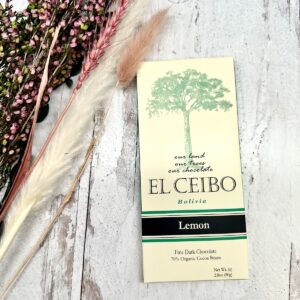 our land
our trees
our chocolate
EL CEIBO
Bolivia
Lemon
Fine Dark Chocolate
70% Organic Cocoa Beans